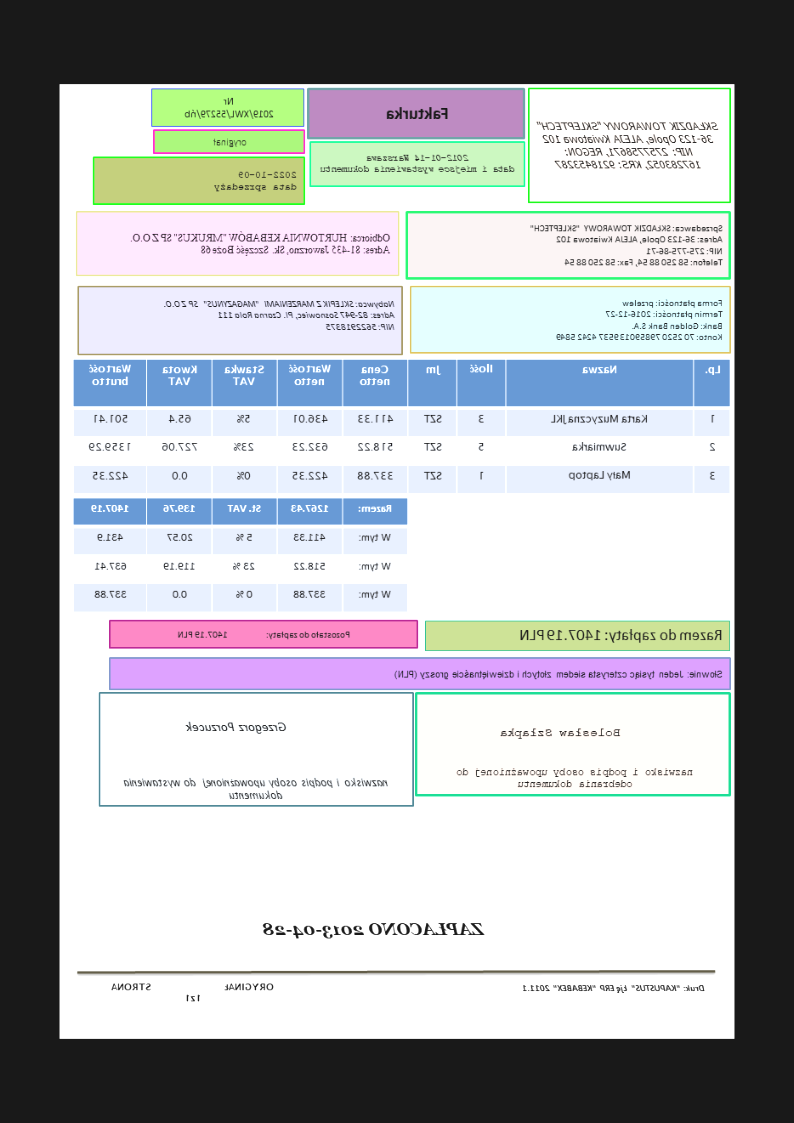 SKŁADZIK TOWAROWY "SKLEPTECH"
36-123 Opole, ALEJA Kwiatowa 102
NIP: 2757758671, REGON:
167283052, KRS: 9218453287
Fakturka
2012-01-14 Warszawa
data i miejsce wystawienia dokumentu
Nr
2019/XWL/55279/ób
oryginał
2022-10-09
data sprzedaży
Sprzedawca: SKŁADZIK TOWAROWY "SKLEPTECH"
Adres: 36-123 Opole, ALEJA Kwiatowa 102
NIP: 275-775-86-71
Telefon: 58 250 88 54, Fax: 58 250 88 54
Odbiorca: HURTOWNIA KEBABÓW "MRUKUS" SP Z O.O.
Adres: 81-435 Jaworzno, Sk. Szczęść Boże 68
Forma płatności: przelew
Termin płatności: 2016-12-27
Bank: Golden Bank S.A.
Konto: 70 2520 7985 9013 9537 4242 5849
Nabywca: SKLEPIK Z MARZENIAMI "MAGAZYNUS" SP Z O.O.
Adres: 82-947 Sosnowiec, Pl. Czarna Rola 111
NIP: 5622918375
Lp. Nazwa Ilość Jm Cena netto Wartość netto Stawka VAT Kwota VAT Wartość brutto
1 Karta Muzyczna JKL 3 SZT 411.33 436.01 5% 65.4 501.41
2 Suwmiarka 5 SZT 518.22 632.23 23% 727.06 1359.29
3 Mały Laptop 1 SZT 337.88 422.35 0% 0.0 422.35
Razem: 1267.43 St. VAT 139.76 1407.19
W tym: 411.33 5 % 20.57 431.9
W tym: 518.22 23 % 119.19 637.41
W tym: 337.88 0 % 0.0 337.88
Razem do zapłaty: 1407.19 PLN
Pozostało do zapłaty: 1407.19 PLN
Słownie: Jeden tysiąc czterysta siedem złotych i dziewiętnaście groszy (PLN)
Bolesław Szłapka
nazwisko i podpis osoby upoważnionej do
odebrania dokumentu
Grzegorz Porzucek
nazwisko i podpis osoby upoważnionej do wystawienia
dokumentu
ZAPŁACONO 2013-04-28
Druk: "KAPUSTUS" Łję ERP "KEBABEX" 2011.1
ORYGINAŁ
STRONA
1z1